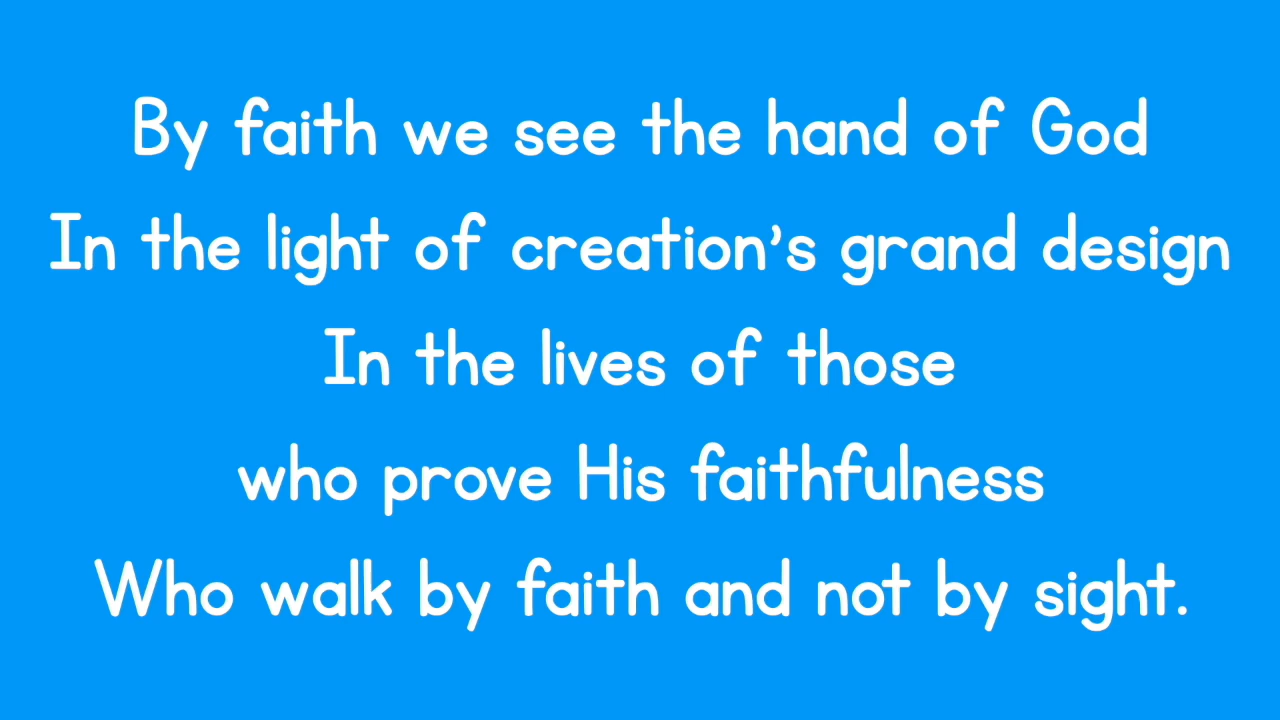 By faith we see the hand of God
In the light of creation’s grand design
In the lives of those
who prove His faithfulness
Who walk by faith and not by sight.